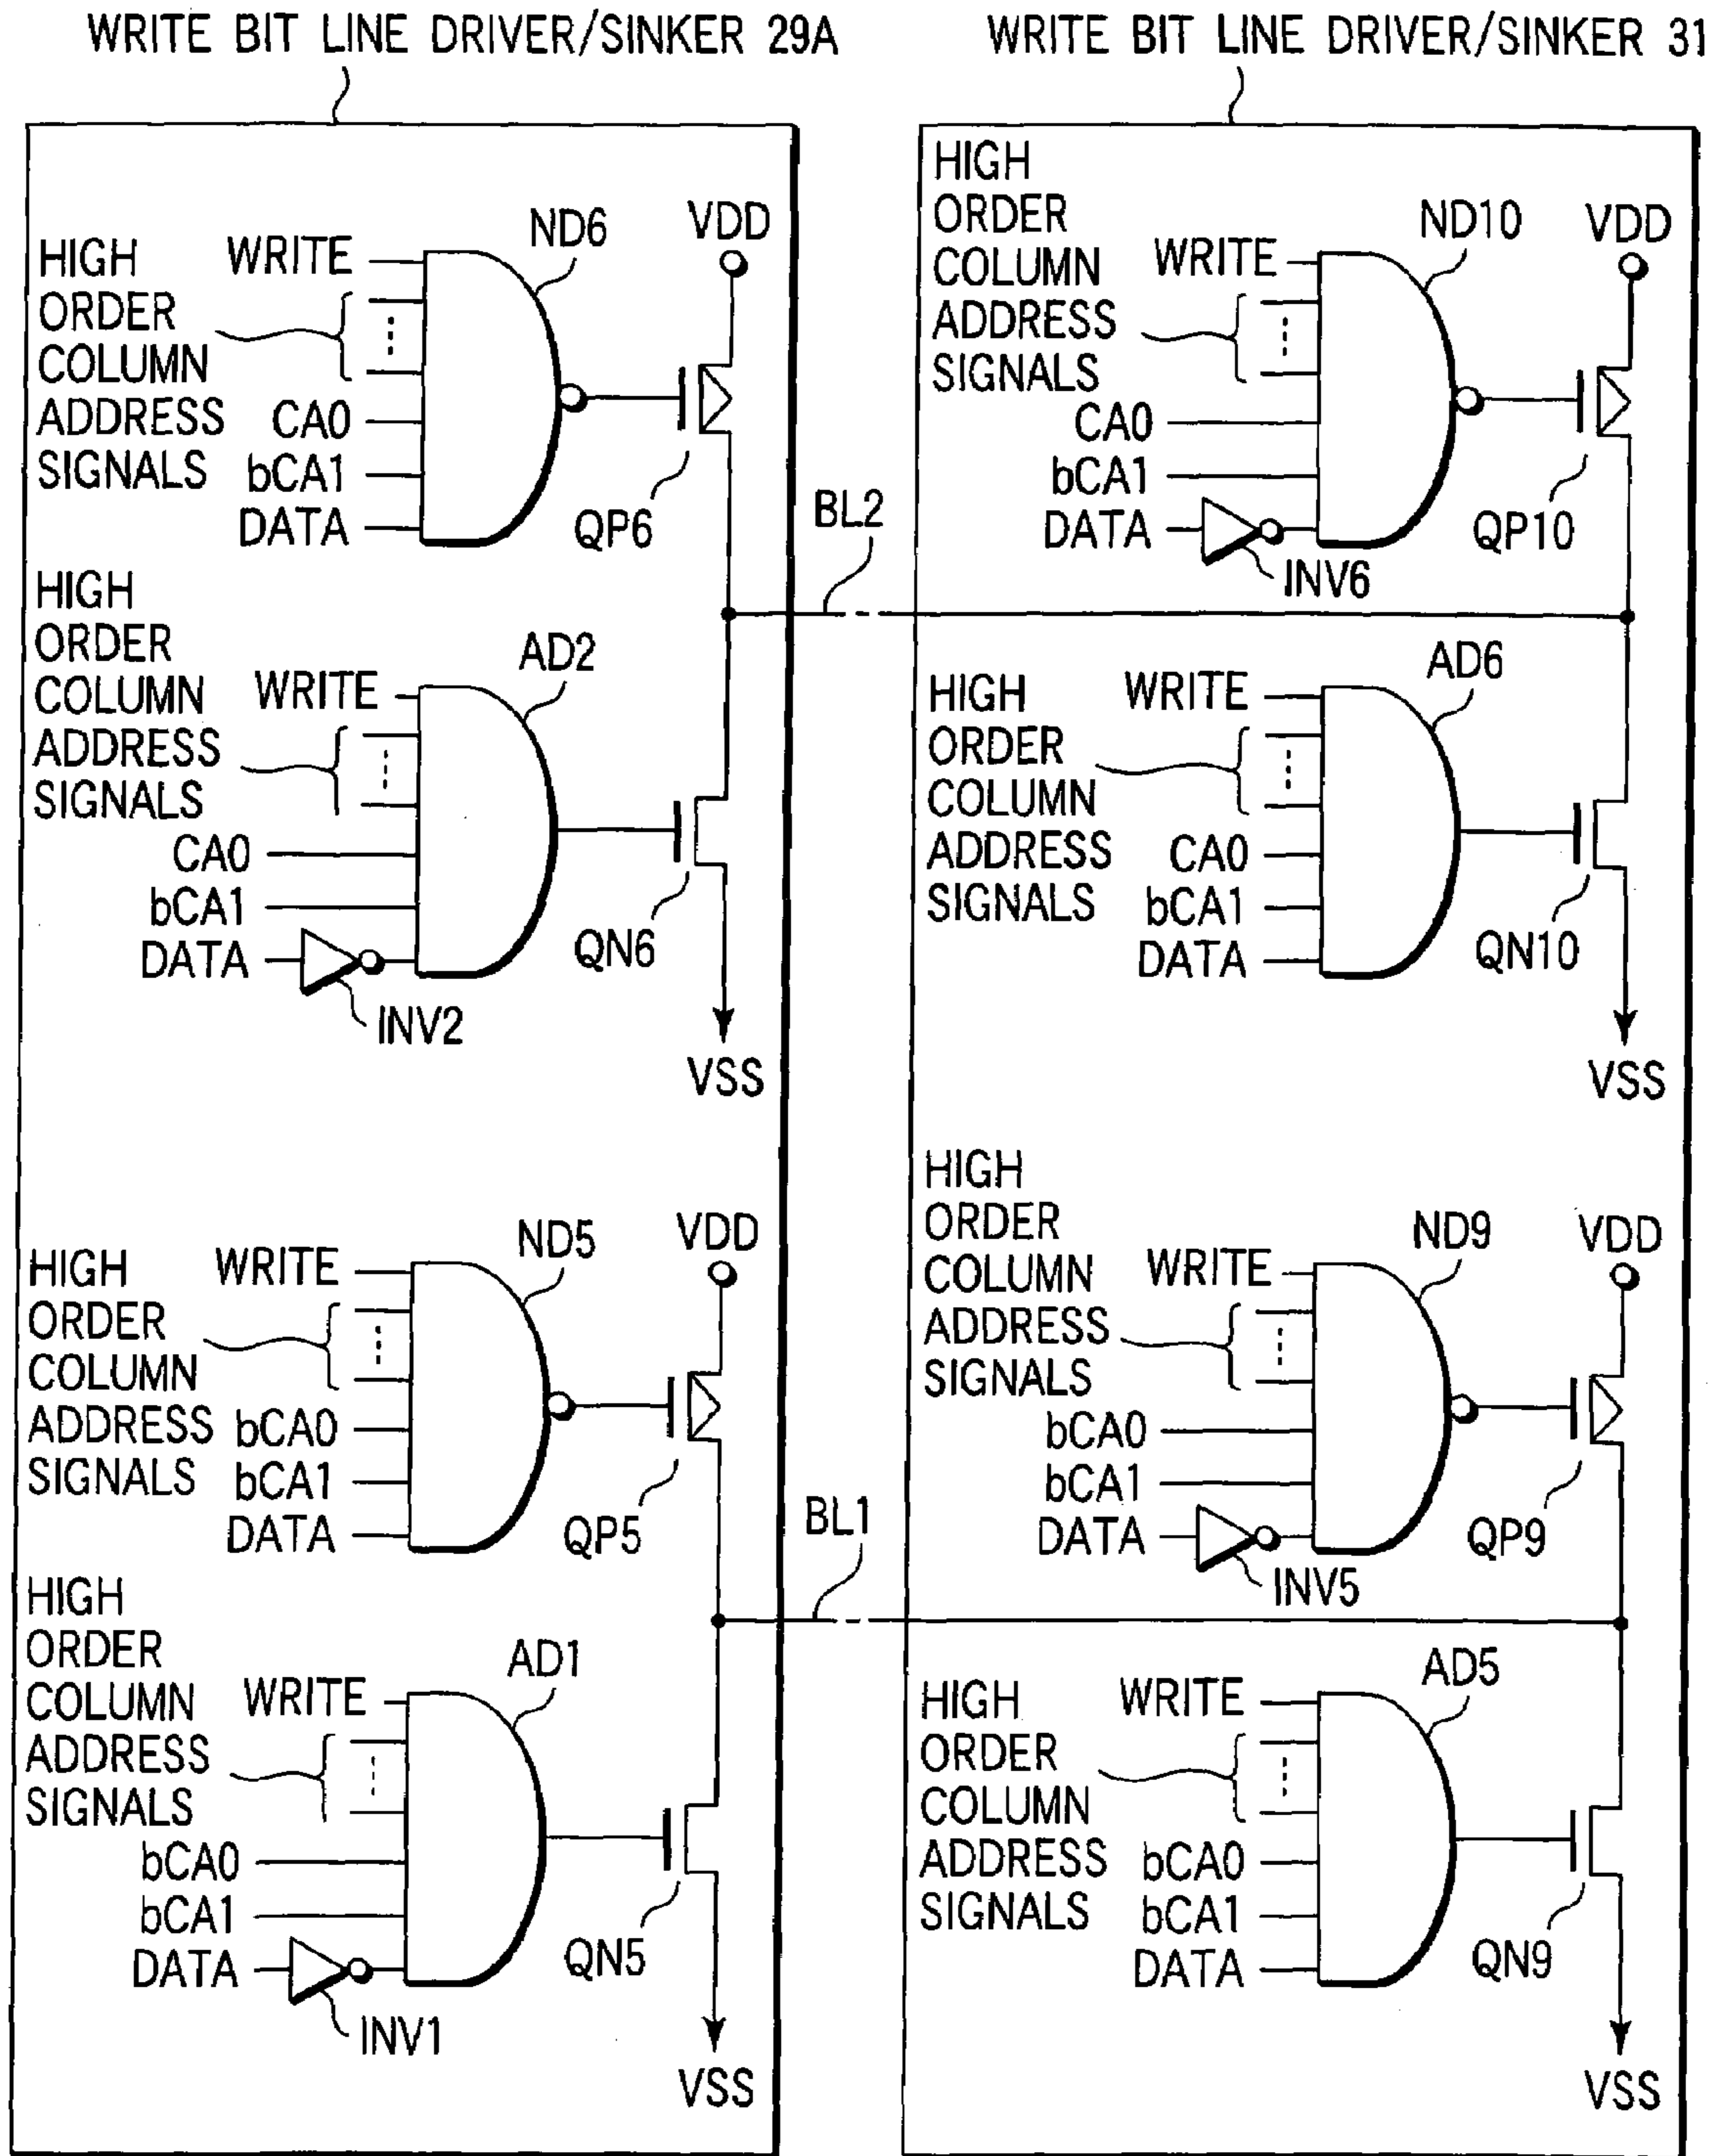 WRITE BIT LINE DRIVER/SINKER 29A
HIGH
ORDER
COLUMN
ADDRESS
SIGNALS
WRITE
CA0
bCA1
DATA
ND6
VDD
QP6
BL2
HIGH
ORDER
COLUMN
ADDRESS
SIGNALS
WRITE
CA0
bCA1
DATA
INV2
AD2
QN6
VSS
HIGH
ORDER
COLUMN
ADDRESS
SIGNALS
WRITE
bCA0
bCA1
DATA
ND5
VDD
QP5
BL1
HIGH
ORDER
COLUMN
ADDRESS
SIGNALS
WRITE
bCA0
bCA1
DATA
INV1
AD1
QN5
VSS
WRITE BIT LINE DRIVER/SINKER 31
HIGH
ORDER
COLUMN
ADDRESS
SIGNALS
WRITE
CA0
bCA1
DATA
INV6
ND10
VDD
QP10
HIGH
ORDER
COLUMN
ADDRESS
SIGNALS
WRITE
CA0
bCA1
DATA
AD6
QN10
VSS
HIGH
ORDER
COLUMN
ADDRESS
SIGNALS
WRITE
bCA0
bCA1
DATA
INV5
ND9
VDD
QP9
HIGH
ORDER
COLUMN
ADDRESS
SIGNALS
WRITE
bCA0
bCA1
DATA
AD5
QN9
VSS